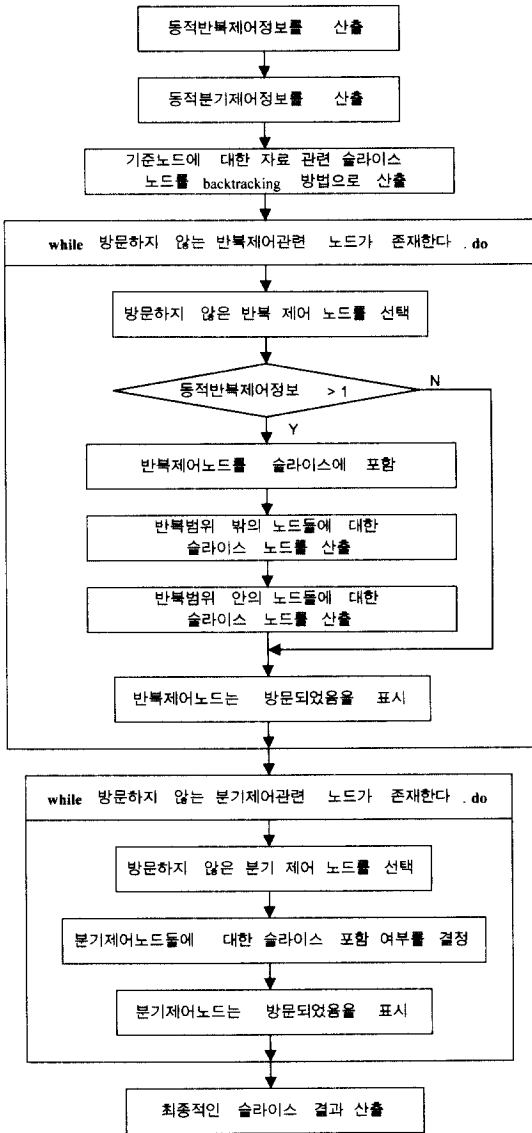 동적반복제어정보를 산출
동적분기제어정보를 산출
기준노드에 대한 자료 관련 슬라이스
노드를 backtracking 방법으로 산출
while 방문하지 않는 반복제어관련 노드가 존재한다 . do
방문하지 않은 반복 제어 노드를 선택
동적반복제어정보 > 1
N
Y
반복제어노드를 슬라이스에 포함
반복범위 밖의 노드들에 대한
슬라이스 노드를 산출
반복범위 안의 노드들에 대한
슬라이스 노드를 산출
반복제어노드는 방문되었음을 표시
while 방문하지 않는 분기제어관련 노드가 존재한다 . do
방문하지 않은 분기 제어 노드를 선택
분기제어노드들에 대한 슬라이스 포함 여부를 결정
분기제어노드는 방문되었음을 표시
최종적인 슬라이스 결과 산출